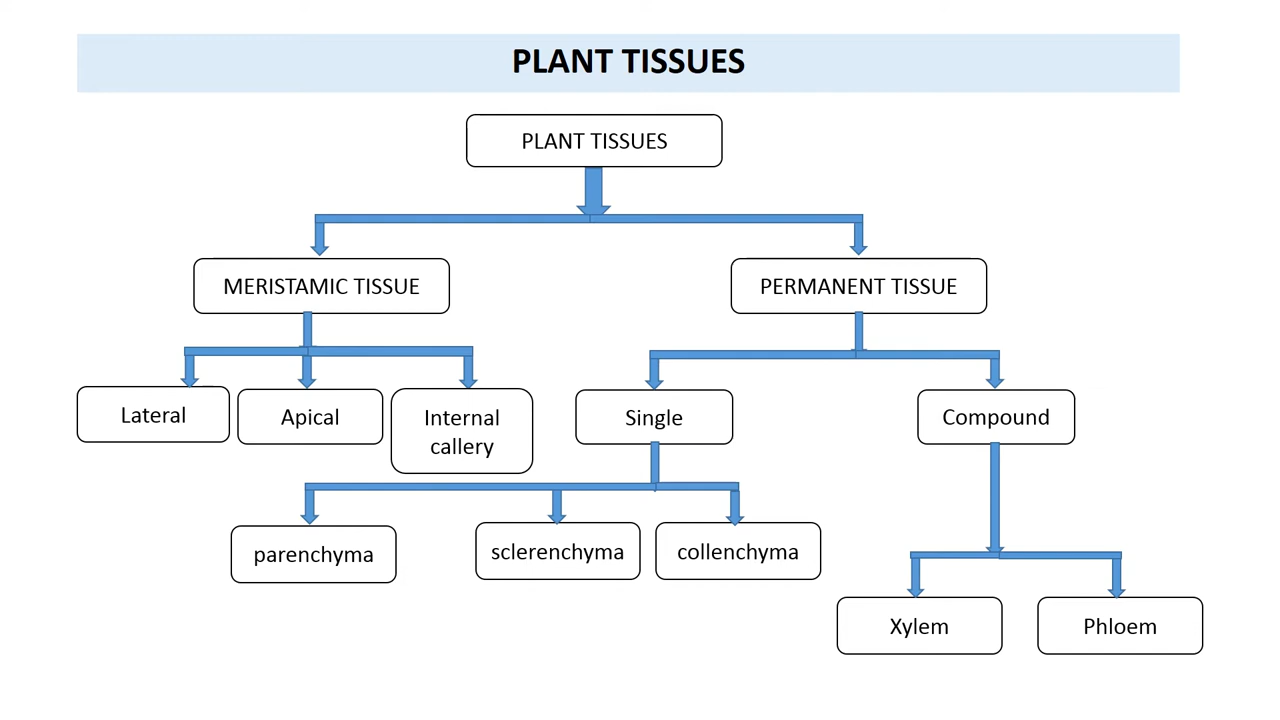 PLANT TISSUES
PLANT TISSUES
MERISTAMIC TISSUE
PERMANENT TISSUE
Lateral
Apical
Internal
callery
Single
Compound
parenchyma
sclerenchyma
collenchyma
Xylem
Phloem